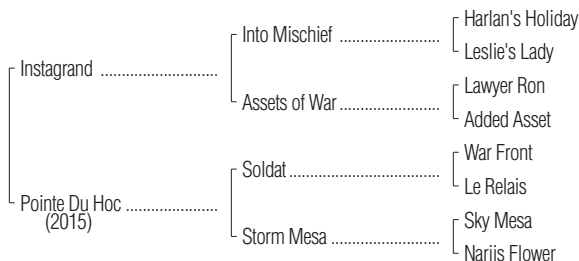 Harlan's Holiday
Into Mischief ....................
Leslie's Lady
Instagrand ................................
Lawyer Ron
Assets of War ...................
Added Asset
War Front
Soldat ................................
Le Relais
Pointe Du Hoc .........................
(2015)
Sky Mesa
Storm Mesa .....................
Nariis Flower